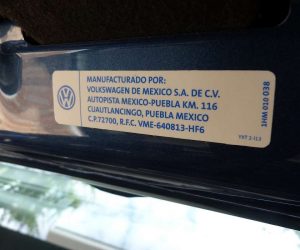 MANUFACTURADO POR:
VOLKSWAGEN DE MEXICO S.A. DE C.V.
AUTOPISTA MEXICO-PUEBLA KM. 116
CUAUTLANCINGO, PUEBLA MEXICO
C.P.72700, R.F.C. VME-640813-HF6
1HW 010 038